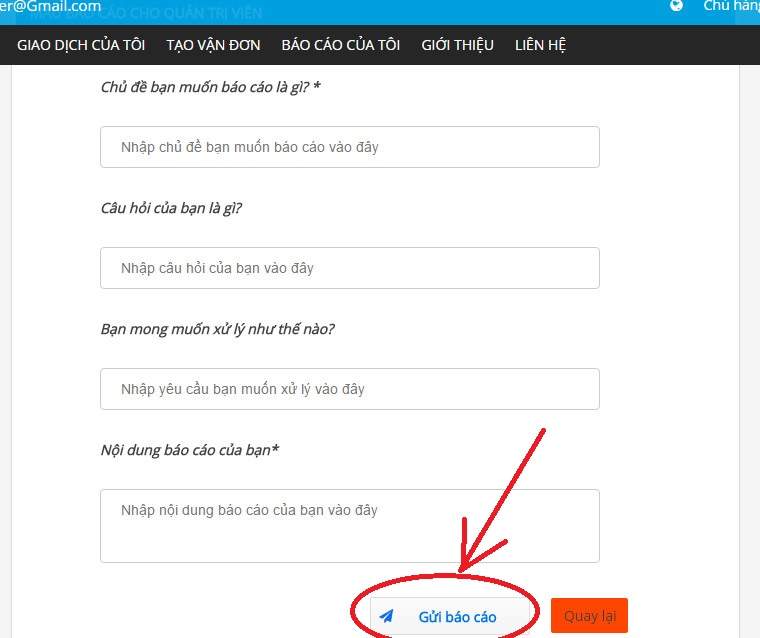 er@Gmail.com
MẪU BÁO CÁO CHO QUẢN TRỊ VIÊN
Chủ hàng
GIAO DỊCH CỦA TÔI TẠO VẬN ĐƠN BÁO CÁO CỦA TÔI GIỚI THIỆU LIÊN HỆ
Chủ đề bạn muốn báo cáo là gì? *
Nhập chủ đề bạn muốn báo cáo vào đây
Câu hỏi của bạn là gì?
Nhập câu hỏi của bạn vào đây
Bạn mong muốn xử lý như thế nào?
Nhập yêu cầu bạn muốn xử lý vào đây
Nội dung báo cáo của bạn*
Nhập nội dung báo cáo của bạn vào đây
Gửi báo cáo
Quay lại